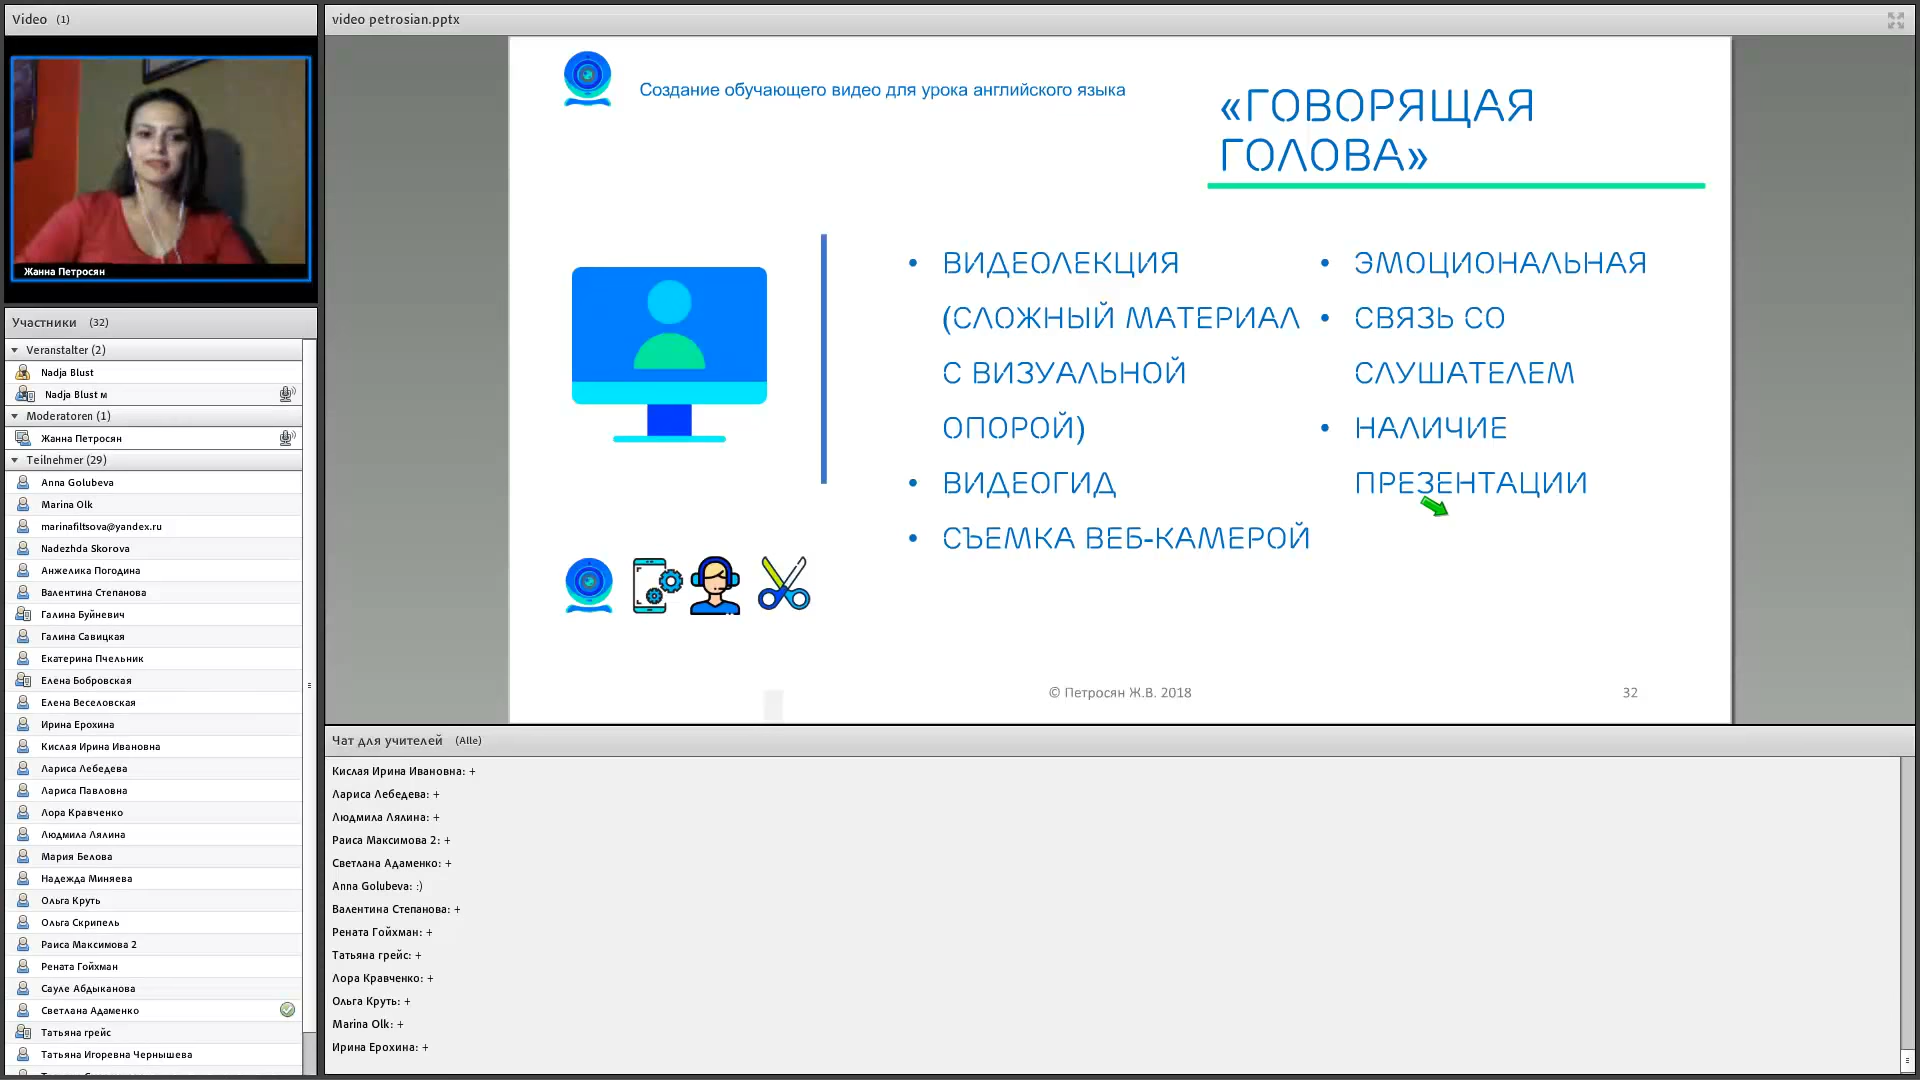 Video (1)
Жанна Петросян
Участники (32)
Veranstalter (2)
Nadja Blust
Nadja Blust м
Moderatoren (1)
Жанна Петросян
Teilnehmer (29)
Anna Golubeva
Marina Olk
marinafiltsova@yandex.ru
Nadezhda Skorova
Анжелика Погодина
Валентина Степанова
Галина Буйневич
Галина Савицкая
Екатерина Пчельник
Елена Бобровская
Елена Веселовская
Ирина Ерохина
Кислая Ирина Ивановна
Лариса Лебедева
Лариса Павловна
Лора Кравченко
Людмила Лялина
Мария Белова
Надежда Миняева
Ольга Круть
Ольга Скрипель
Раиса Максимова 2
Рената Гойхман
Сауле Абдыканова
Светлана Адаменко
Татьяна грейс
Татьяна Игоревна Чернышева
video petrosian.pptx
Создание обучающего видео для урока английского языка
«ГОВОРЯЩАЯ
ГОЛОВА»
• ВИДЕОЛЕКЦИЯ
(СЛОЖНЫЙ МАТЕРИАЛ
С ВИЗУАЛЬНОЙ
ОПОРОЙ)
• ВИДЕОГИД
• СЪЕМКА ВЕБ-КАМЕРОЙ
• ЭМОЦИОНАЛЬНАЯ
• СВЯЗЬ СО
СЛУШАТЕЛЕМ
• НАЛИЧИЕ
ПРЕЗЕНТАЦИИ
© Петросян Ж.В. 2018
32
Чат для учителей (Alle)
Кислая Ирина Ивановна: +
Лариса Лебедева: +
Людмила Лялина: +
Раиса Максимова 2: +
Светлана Адаменко: +
Anna Golubeva: :)
Валентина Степанова: +
Рената Гойхман: +
Татьяна грейс: +
Лора Кравченко: +
Ольга Круть: +
Marina Olk: +
Ирина Ерохина: +